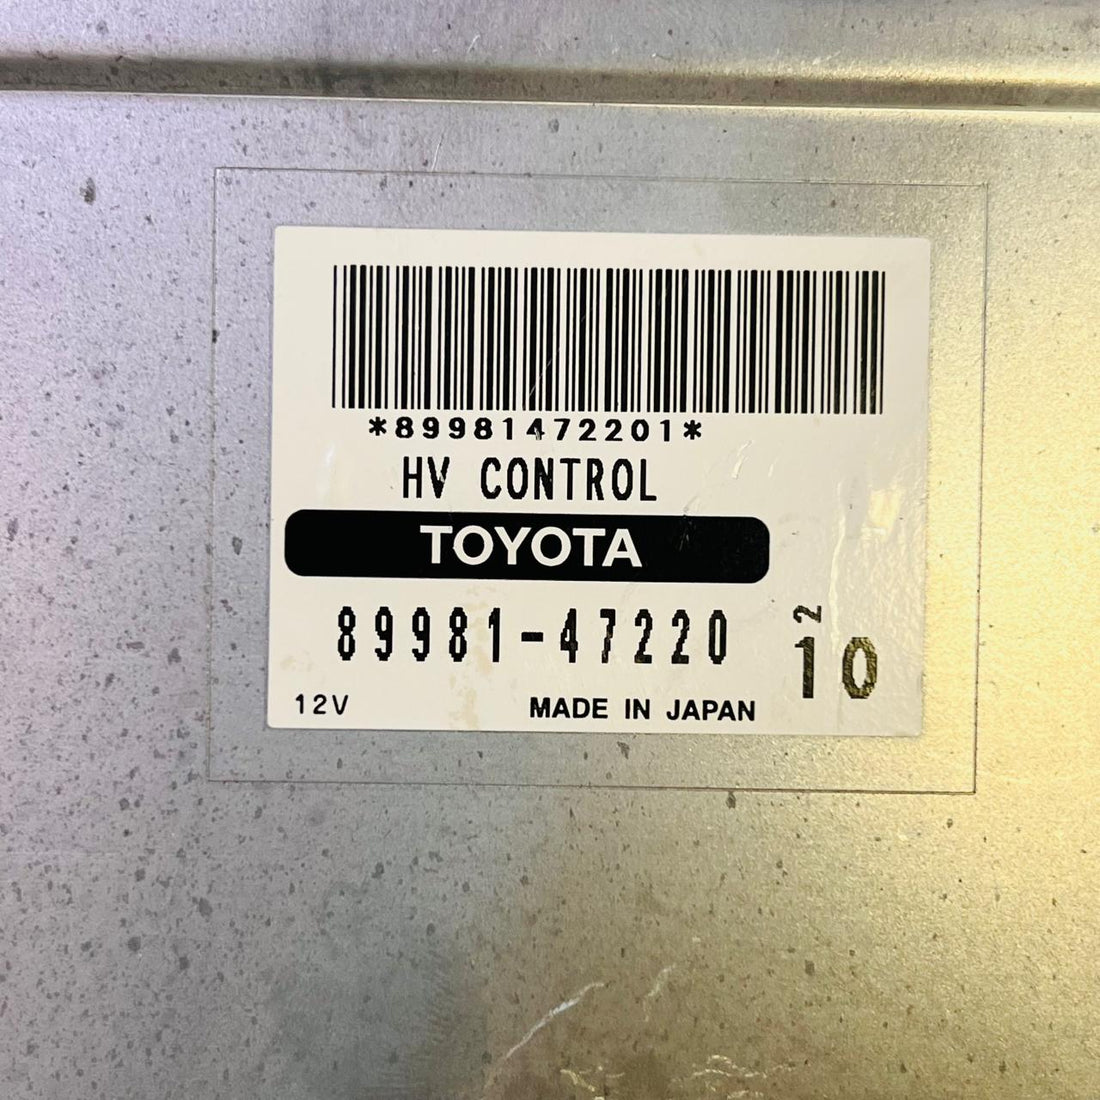 *89981472201*
HV CONTROL
TOYOTA
89981-47220
2
10
12V
MADE IN JAPAN